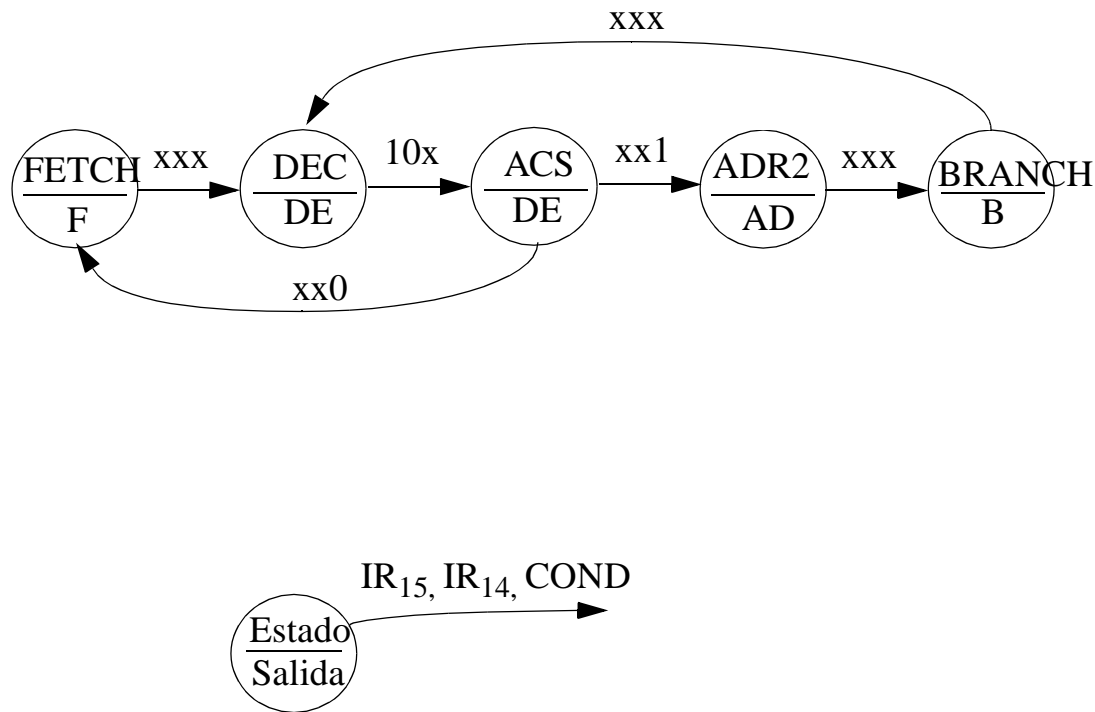 xxx
FETCH
F
xxx
DEC
DE
10x
ACS
DE
xx1
ADR2
AD
xxx
BRANCH
B
xx0
IR15, IR14, COND
Estado
Salida